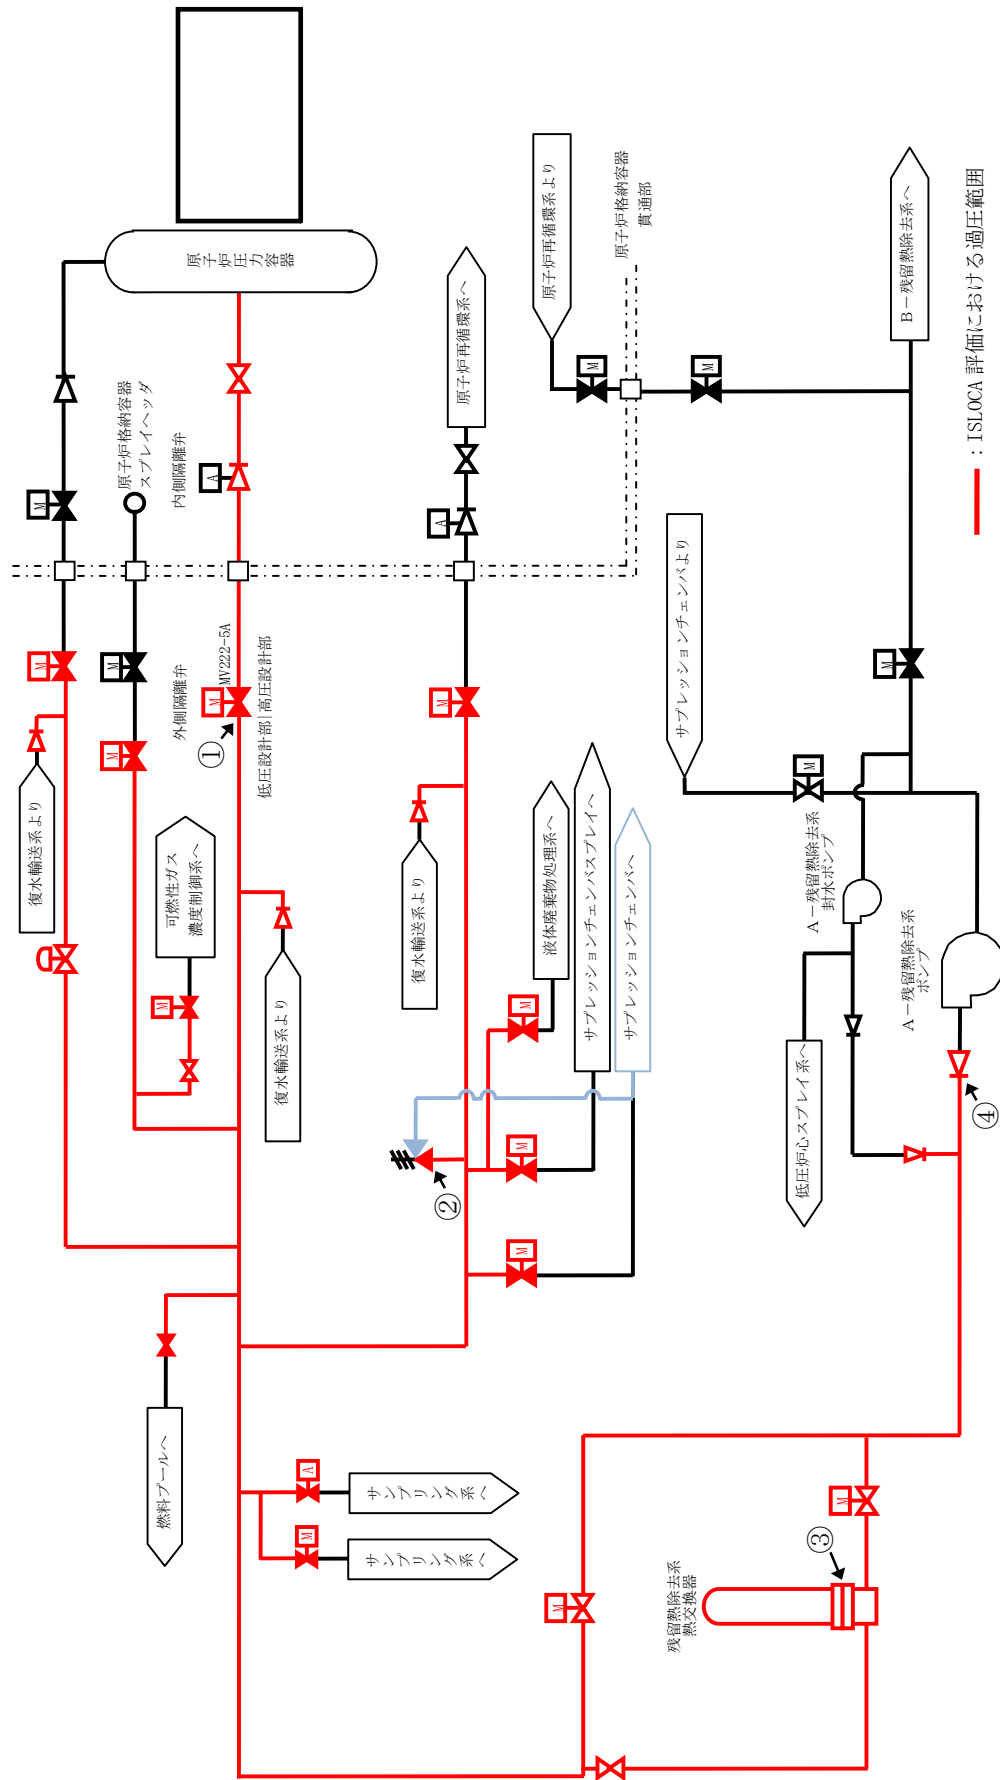 原子炉圧力容器
原子炉格納容器
スプレイヘッダ
内側隔離弁
A
M
外側隔離弁
MV222-5A
M
①
低圧設計部|高圧設計部
M
M
M
復水輸送系より
可燃性ガス
濃度制御系へ
M
復水輸送系より
原子炉再循環系へ
A
M
復水輸送系より
液体廃棄物処理系へ
M
サプレッションチェンバスプレイへ
M
サプレッションチェンバへ
M
②
原子炉再循環系より
M
原子炉格納容器
貫通部
M
B－残留熱除去系へ
M
サプレッションチェンバより
M
A－残留熱除去系
封水ポンプ
A－残留熱除去系
ポンプ
低圧炉心スプレイ系へ
④
燃料プールへ
A
サンプリング系へ
M
サンプリング系へ
M
M
③
残留熱除去系
熱交換器
：ISLOCA 評価における過圧範囲